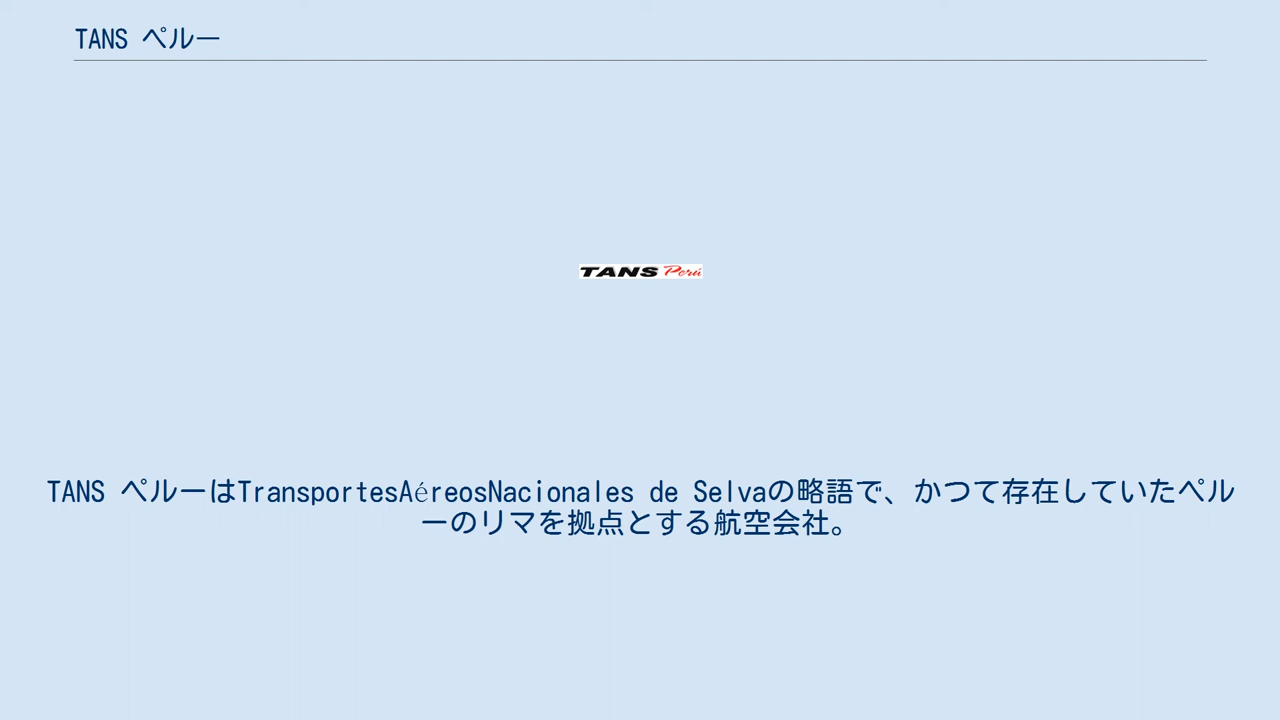 TANS ペルー
TANS Perú
TANS ペルーはTransportesAéreosNacionales de Selvaの略語で、かつて存在していたペル
ーのリマを拠点とする航空会社。